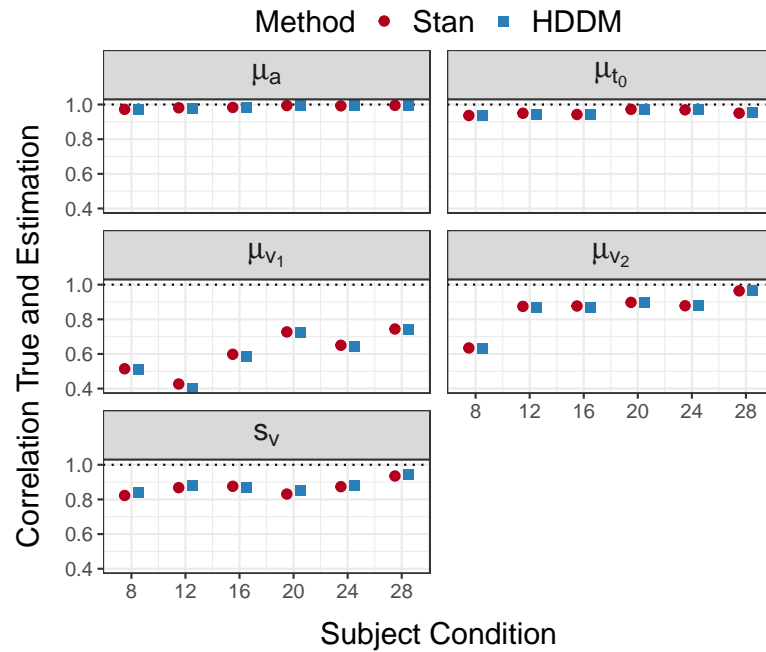 Method Stan HDDM
μa μt0
1.0
0.8
0.6
0.4
μv1 μv2
1.0
0.8
0.6
0.4
8 12 16 20 24 28
sv
1.0
0.8
0.6
0.4
8 12 16 20 24 28
Correlation True and Estimation
Subject Condition